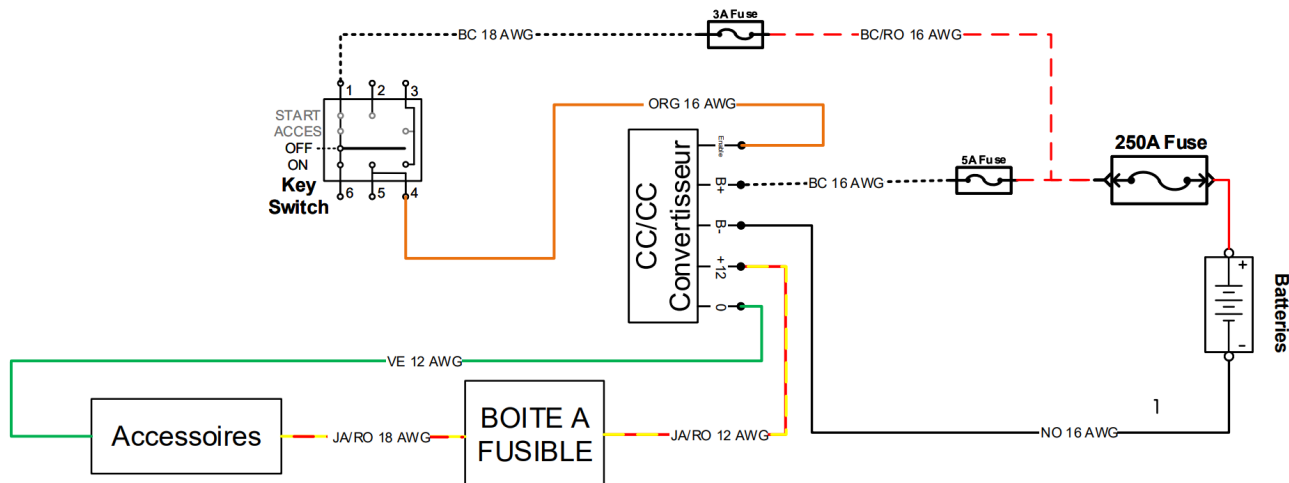 3A Fuse
BC 18 AWG
BC/RO 16 AWG
1 2 3
START
ACCES
OFF
ON
6 5 4
Key
Switch
ORG 16 AWG
CC/CC
Convertisseur
Enable
B+
B-
+12
0
BC 16 AWG
5A Fuse
250A Fuse
+
-
Batteries
VE 12 AWG
Accessoires
JA/RO 18 AWG
BOITE A
FUSIBLE
JA/RO 12 AWG
1
NO 16 AWG